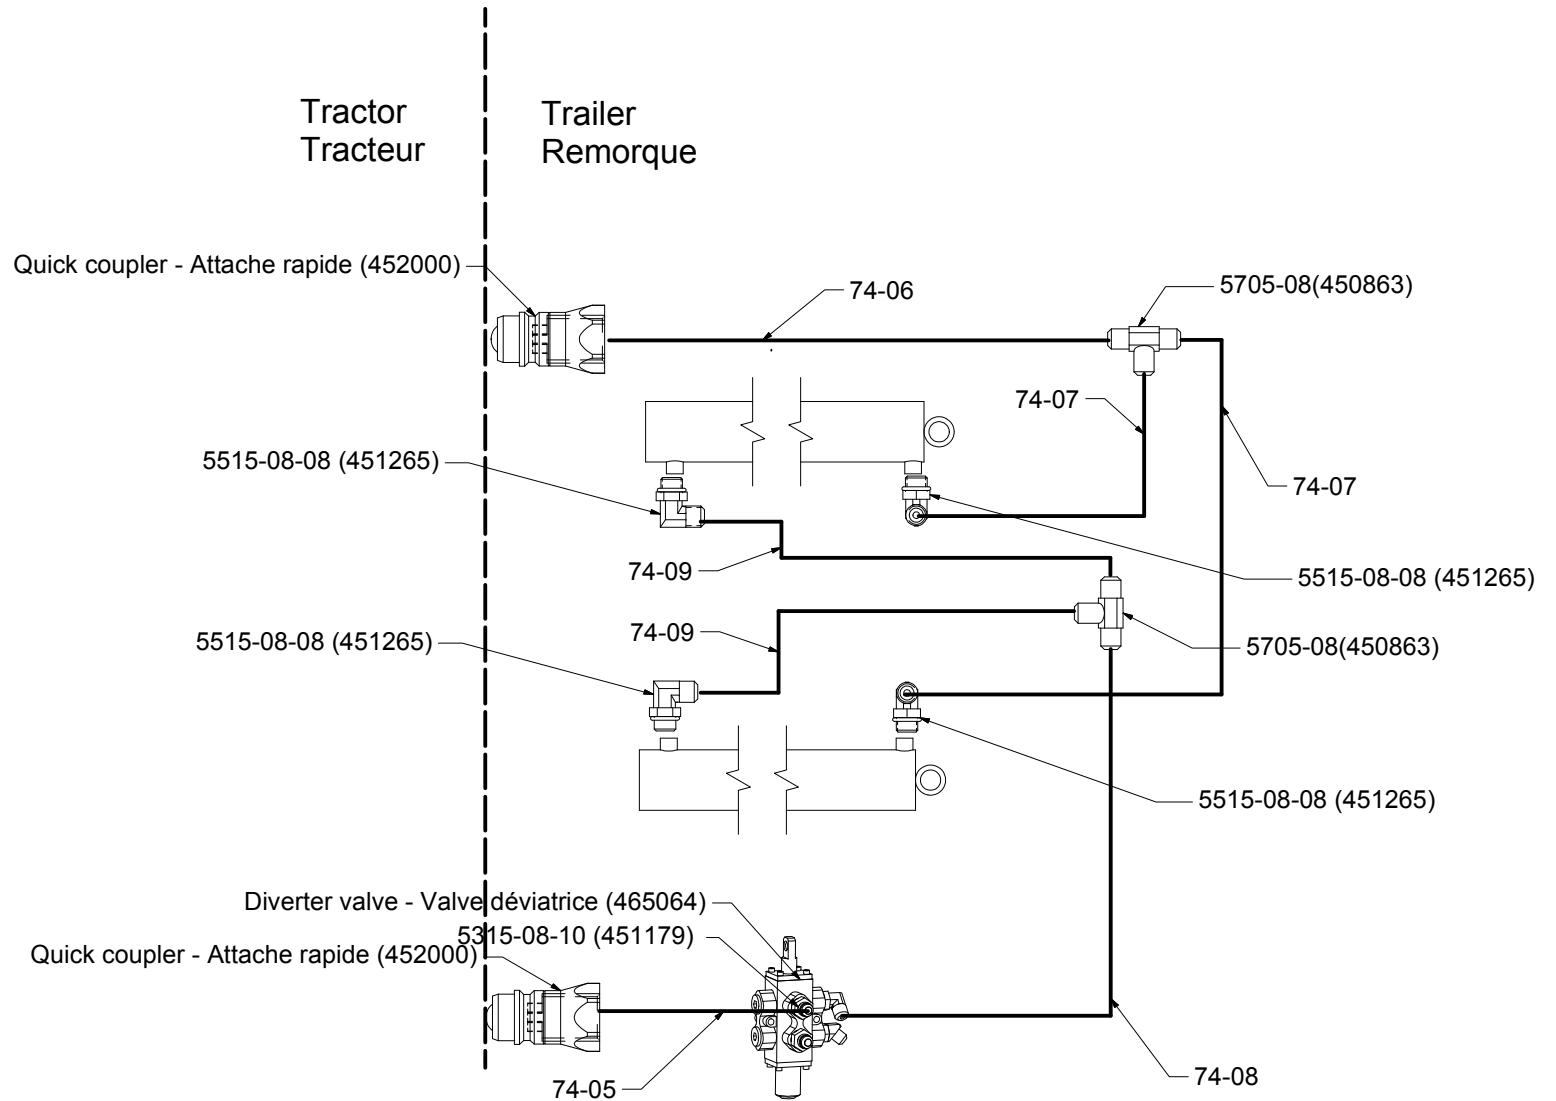 Tractor
Tracteur
Trailer
Remorque
Quick coupler - Attache rapide (452000)
74-06
5705-08(450863)
74-07
5515-08-08 (451265)
74-07
74-09
5515-08-08 (451265)
5515-08-08 (451265)
74-09
5705-08(450863)
5515-08-08 (451265)
Diverter valve - Valve déviatrice (465064)
5315-08-10 (451179)
Quick coupler - Attache rapide (452000)
74-05
74-08